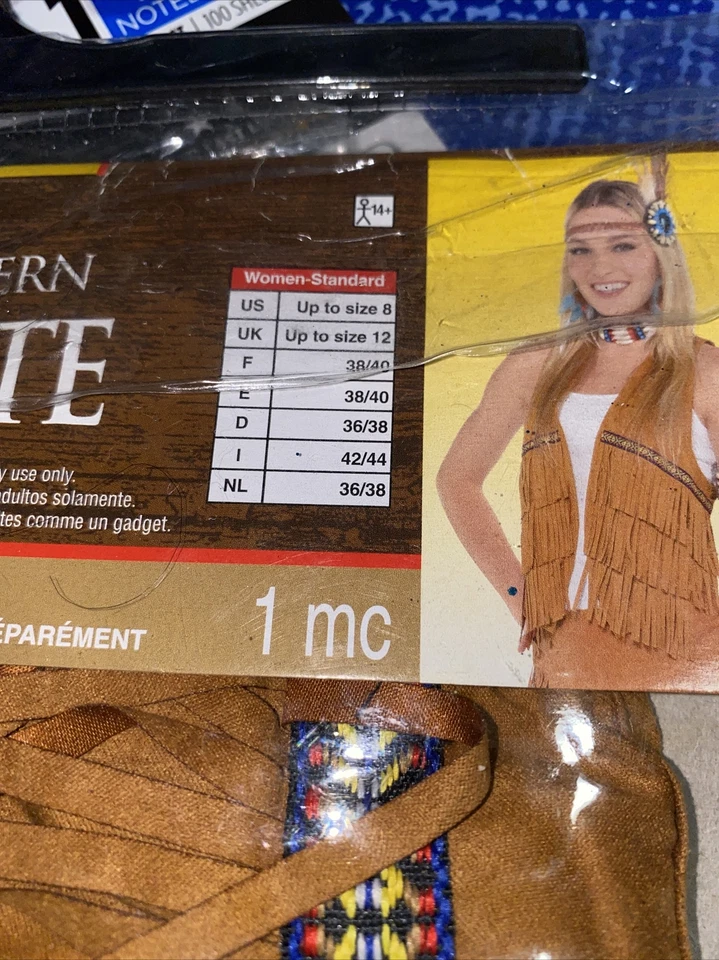 1
100 SHE
14+
ERN
TE
Women-Standard
US Up to size 8
UK Up to size 12
F 38/40
E 38/40
D 36/38
I 42/44
NL 36/38
y use only.
adultos solamente.
tes comme un gadget.
ÉPARÉMENT
1 mc